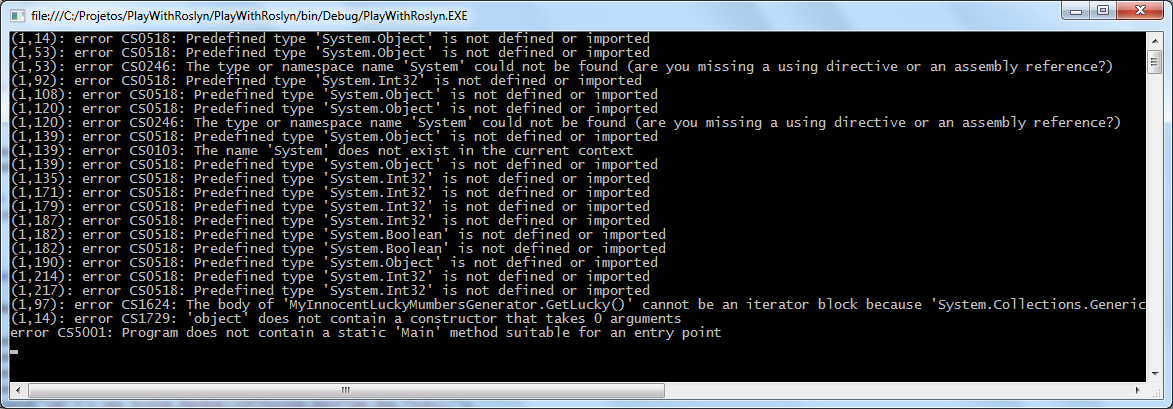 file:///C:/Projetos/PlayWithRoslyn/PlayWithRoslyn/bin/Debug/PlayWithRoslyn.EXE
(1,14): error CS0518: Predefined type 'System.Object' is not defined or imported
(1,53): error CS0518: Predefined type 'System.Object' is not defined or imported
(1,53): error CS0246: The type or namespace name 'System' could not be found (are you missing a using directive or an assembly reference?)
(1,92): error CS0518: Predefined type 'System.Int32' is not defined or imported
(1,108): error CS0518: Predefined type 'System.Object' is not defined or imported
(1,120): error CS0518: Predefined type 'System.Object' is not defined or imported
(1,120): error CS0246: The type or namespace name 'System' could not be found (are you missing a using directive or an assembly reference?)
(1,139): error CS0518: Predefined type 'System.Object' is not defined or imported
(1,139): error CS0103: The name 'System' does not exist in the current context
(1,139): error CS0518: Predefined type 'System.Object' is not defined or imported
(1,135): error CS0518: Predefined type 'System.Int32' is not defined or imported
(1,171): error CS0518: Predefined type 'System.Int32' is not defined or imported
(1,179): error CS0518: Predefined type 'System.Int32' is not defined or imported
(1,187): error CS0518: Predefined type 'System.Int32' is not defined or imported
(1,182): error CS0518: Predefined type 'System.Boolean' is not defined or imported
(1,182): error CS0518: Predefined type 'System.Boolean' is not defined or imported
(1,190): error CS0518: Predefined type 'System.Object' is not defined or imported
(1,214): error CS0518: Predefined type 'System.Int32' is not defined or imported
(1,217): error CS0518: Predefined type 'System.Int32' is not defined or imported
(1,97): error CS1624: The body of 'MyInnocentLuckyMumbersGenerator.GetLucky()' cannot be an iterator block because 'System.Collections.Generic
(1,14): error CS1729: 'object' does not contain a constructor that takes 0 arguments
error CS5001: Program does not contain a static 'Main' method suitable for an entry point